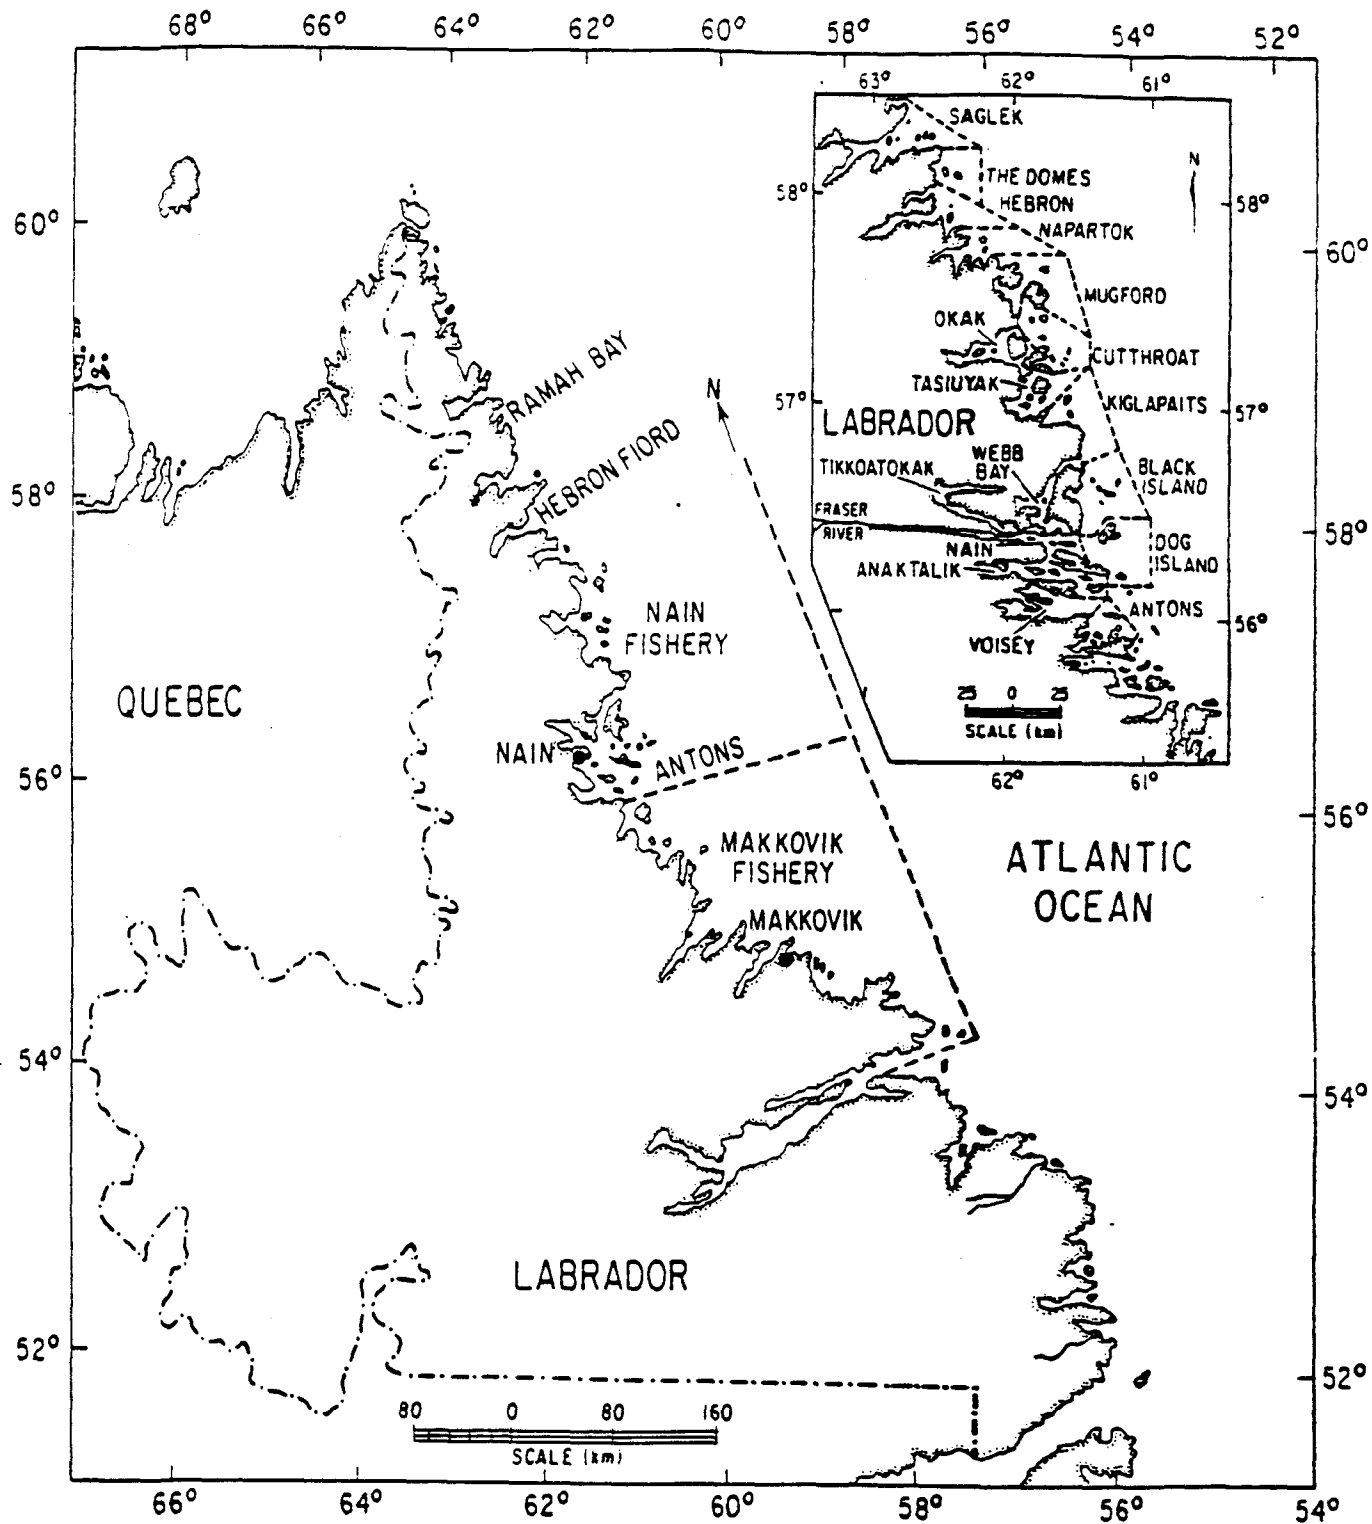 68° 66° 64° 62° 61° 60° 58° 56° 54° 52°
63° 62° 61°
SAGLEK
N
THE DOMES
58°
HEBRON
58°
NAPARTOK
60°
60°
MUGFORD
OKAK
CUTTHROAT
TASIUYAK
KIGLAPAITS
57°
57°
LABRADOR
WEBB
BAY
TIKKOATOKAK
BLACK
ISLAND
FRASER
RIVER
DOG
ISLAND
NAIN
ANAKTALIK
ANTONS
56°
VOISEY
25 0 25
SCALE (km)
62° 61°
RAMAH BAY
N
HEBRON FIORD
58°
58°
NAIN
FISHERY
QUEBEC
NAIN
ANTONS
56°
56°
MAKKOVIK
FISHERY
ATLANTIC
OCEAN
MAKKOVIK
54°
54°
LABRADOR
52°
52°
80 0 80 160
SCALE (km)
66° 64° 62° 60° 58° 56° 54°